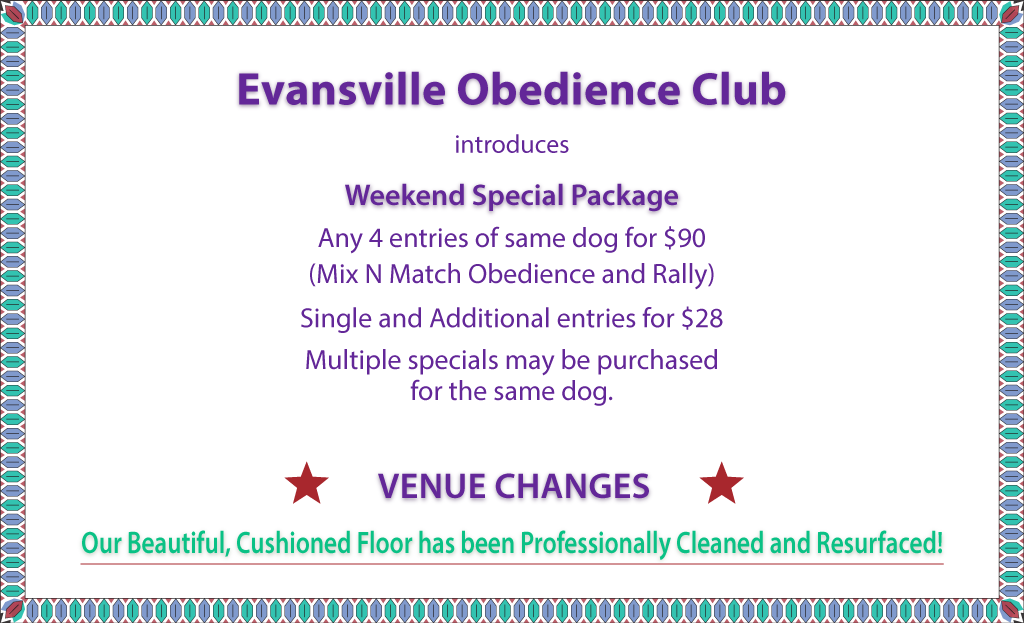 Evansville Obedience Club
introduces
Weekend Special Package
Any 4 entries of same dog for $90
(Mix N Match Obedience and Rally)
Single and Additional entries for $28
Multiple specials may be purchased
for the same dog.
VENUE CHANGES
Our Beautiful, Cushioned Floor has been Professionally Cleaned and Resurfaced!